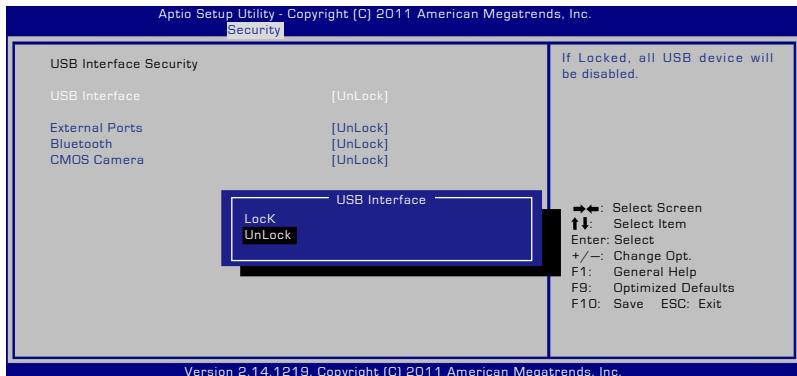 Aptio Setup Utility - Copyright (C) 2011 American Megatrends, Inc.
Security
USB Interface Security
USB Interface [UnLock]
External Ports [UnLock]
Bluetooth [UnLock]
CMOS Camera [UnLock]
USB Interface
LocK
UnLock
If Locked, all USB device will
be disabled.
→←: Select Screen
↑↓: Select Item
Enter: Select
+/—: Change Opt.
F1: General Help
F9: Optimized Defaults
F10: Save ESC: Exit
Version 2.14.1219. Copyright (C) 2011 American Megatrends, Inc.